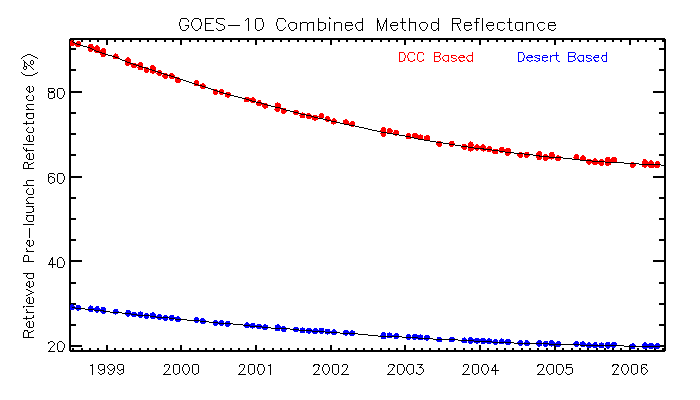 GOES-10 Combined Method Reflectance
DCC Based
Desert Based
Retrieved Pre-launch Reflectance (%)
80
60
40
20
1999 2000 2001 2002 2003 2004 2005 2006